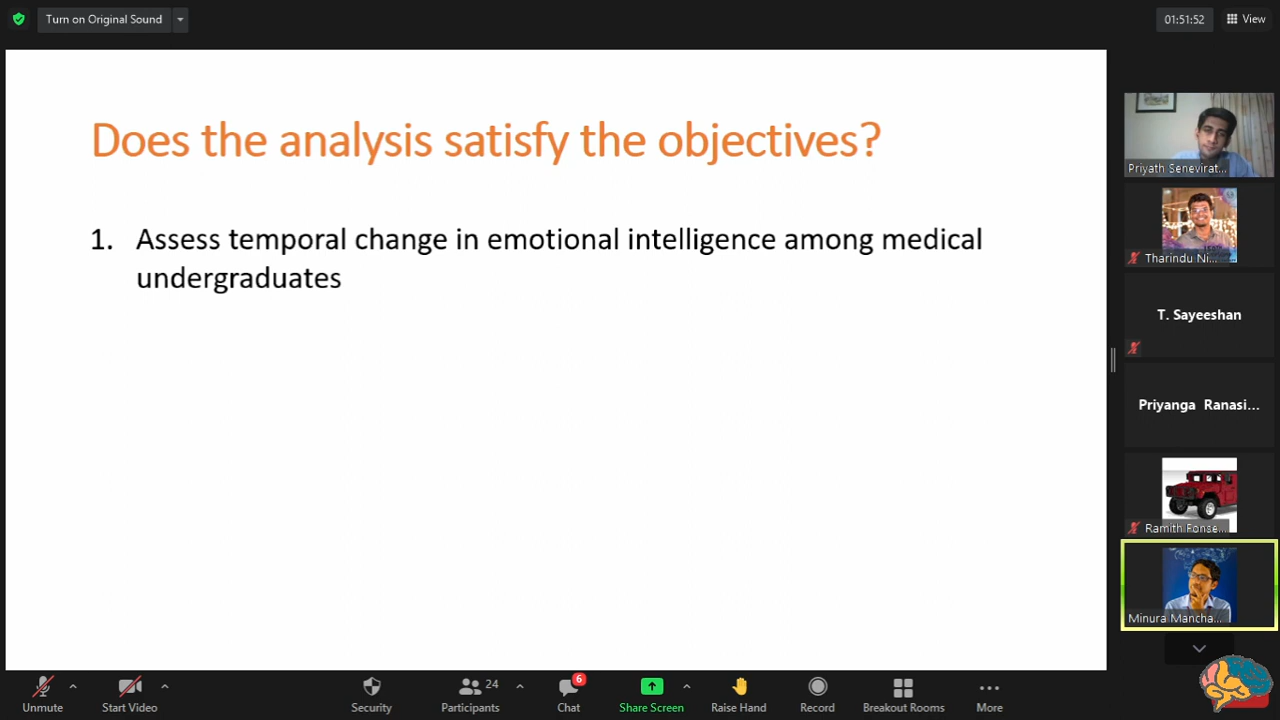 Turn on Original Sound
01:51:52
View
Does the analysis satisfy the objectives?
1. Assess temporal change in emotional intelligence among medical
undergraduates
Priyath Senevirat...
Tharindu Ni...
T. Sayeeshan
Priyanga Ranasi...
Ramith Fonse...
Minura Mancha...
Unmute
Start Video
Security
Participants
24
Chat
6
Share Screen
Raise Hand
Record
Breakout Rooms
More